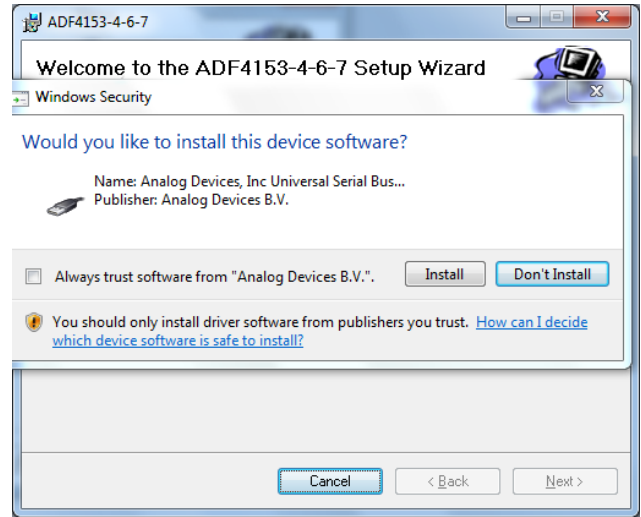 ADF4153-4-6-7
Welcome to the ADF4153-4-6-7 Setup Wizard
Windows Security
Would you like to install this device software?
Name: Analog Devices, Inc Universal Serial Bus...
Publisher: Analog Devices B.V.
Always trust software from "Analog Devices B.V.". Install Don't Install
You should only install driver software from publishers you trust. How can I decide
which device software is safe to install?
Cancel < Back Next >